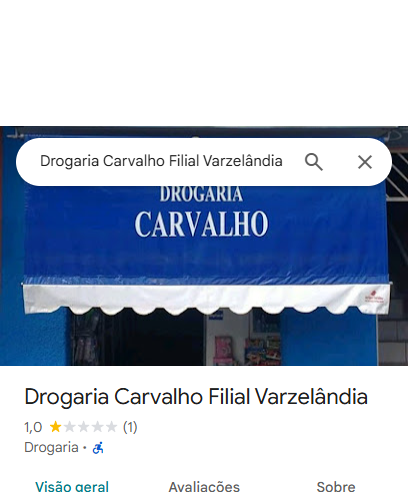 Drogaria Carvalho Filial Varzelândia
DROGARIA
CARVALHO
Drogaria Carvalho Filial Varzelândia
1,0 (1)
Drogaria ·
Visão geral Avaliações Sobre